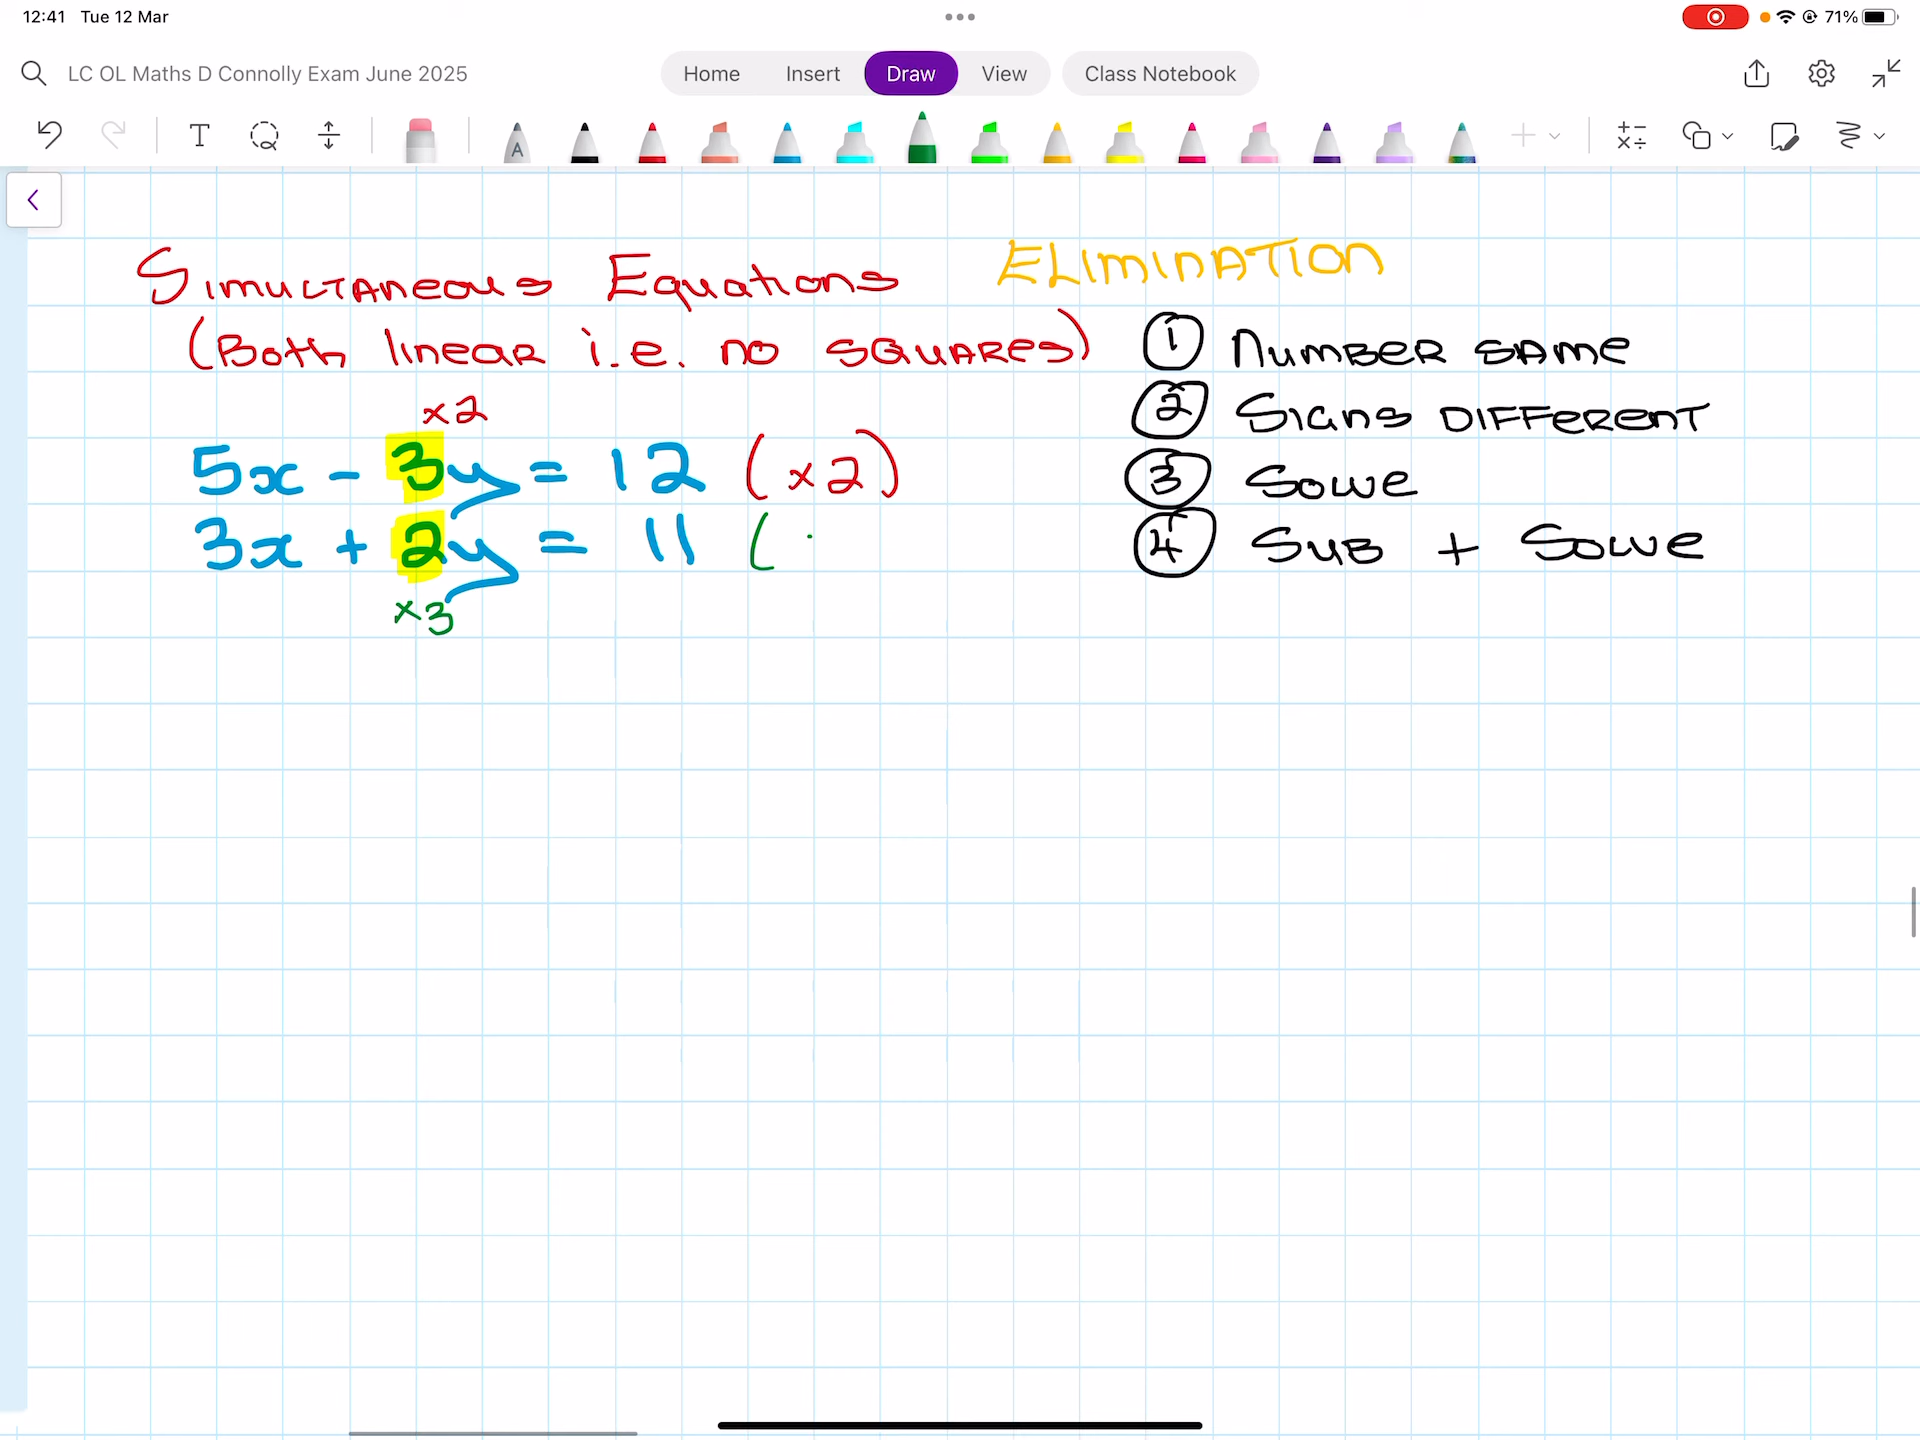 12:41 Tue 12 Mar
71%
LC OL Maths D Connolly Exam June 2025
Home Insert Draw View Class Notebook
T
A
Simultaneous Equations
(Both linear i.e. no squares)
x2
5x - 3y = 12 (x2)
3x + 2y = 11 (
x3
ELIMINATION
1 Number same
2 Signs Different
3 Solve
4 Sub + Solve